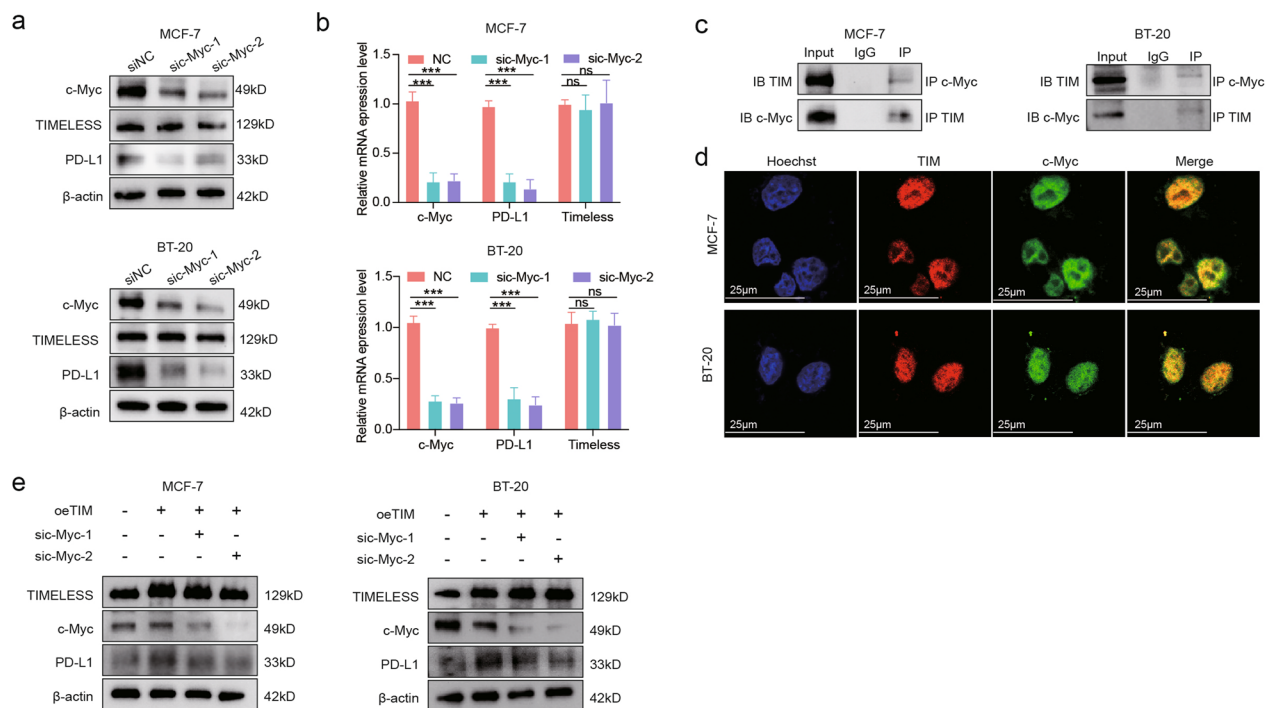 a
MCF-7
siNC sic-Myc-1 sic-Myc-2
c-Myc 49kD
TIMELESS 129kD
PD-L1 33kD
β-actin 42kD
BT-20
siNC sic-Myc-1 sic-Myc-2
c-Myc 49kD
TIMELESS 129kD
PD-L1 33kD
β-actin 42kD
b
MCF-7
NC sic-Myc-1 sic-Myc-2
*** *** ns
*** *** ns
Relative mRNA epression level
1.5
1.0
0.5
0.0
c-Myc PD-L1 Timeless
BT-20
NC sic-Myc-1 sic-Myc-2
*** *** ns
*** *** ns
Relative mRNA epression level
1.5
1.0
0.5
0.0
c-Myc PD-L1 Timeless
c
MCF-7
Input IgG IP
IB TIM IP c-Myc
IB c-Myc IP TIM
BT-20
Input IgG IP
IB TIM IP c-Myc
IB c-Myc IP TIM
d
Hoechst TIM c-Myc Merge
MCF-7
25μm 25μm 25μm 25μm
BT-20
25μm 25μm 25μm 25μm
e
MCF-7
oeTIM - + + +
sic-Myc-1 - - + -
sic-Myc-2 - - - +
TIMELESS 129kD
c-Myc 49kD
PD-L1 33kD
β-actin 42kD
BT-20
oeTIM - + + +
sic-Myc-1 - - + -
sic-Myc-2 - - - +
TIMELESS 129kD
c-Myc 49kD
PD-L1 33kD
β-actin 42kD